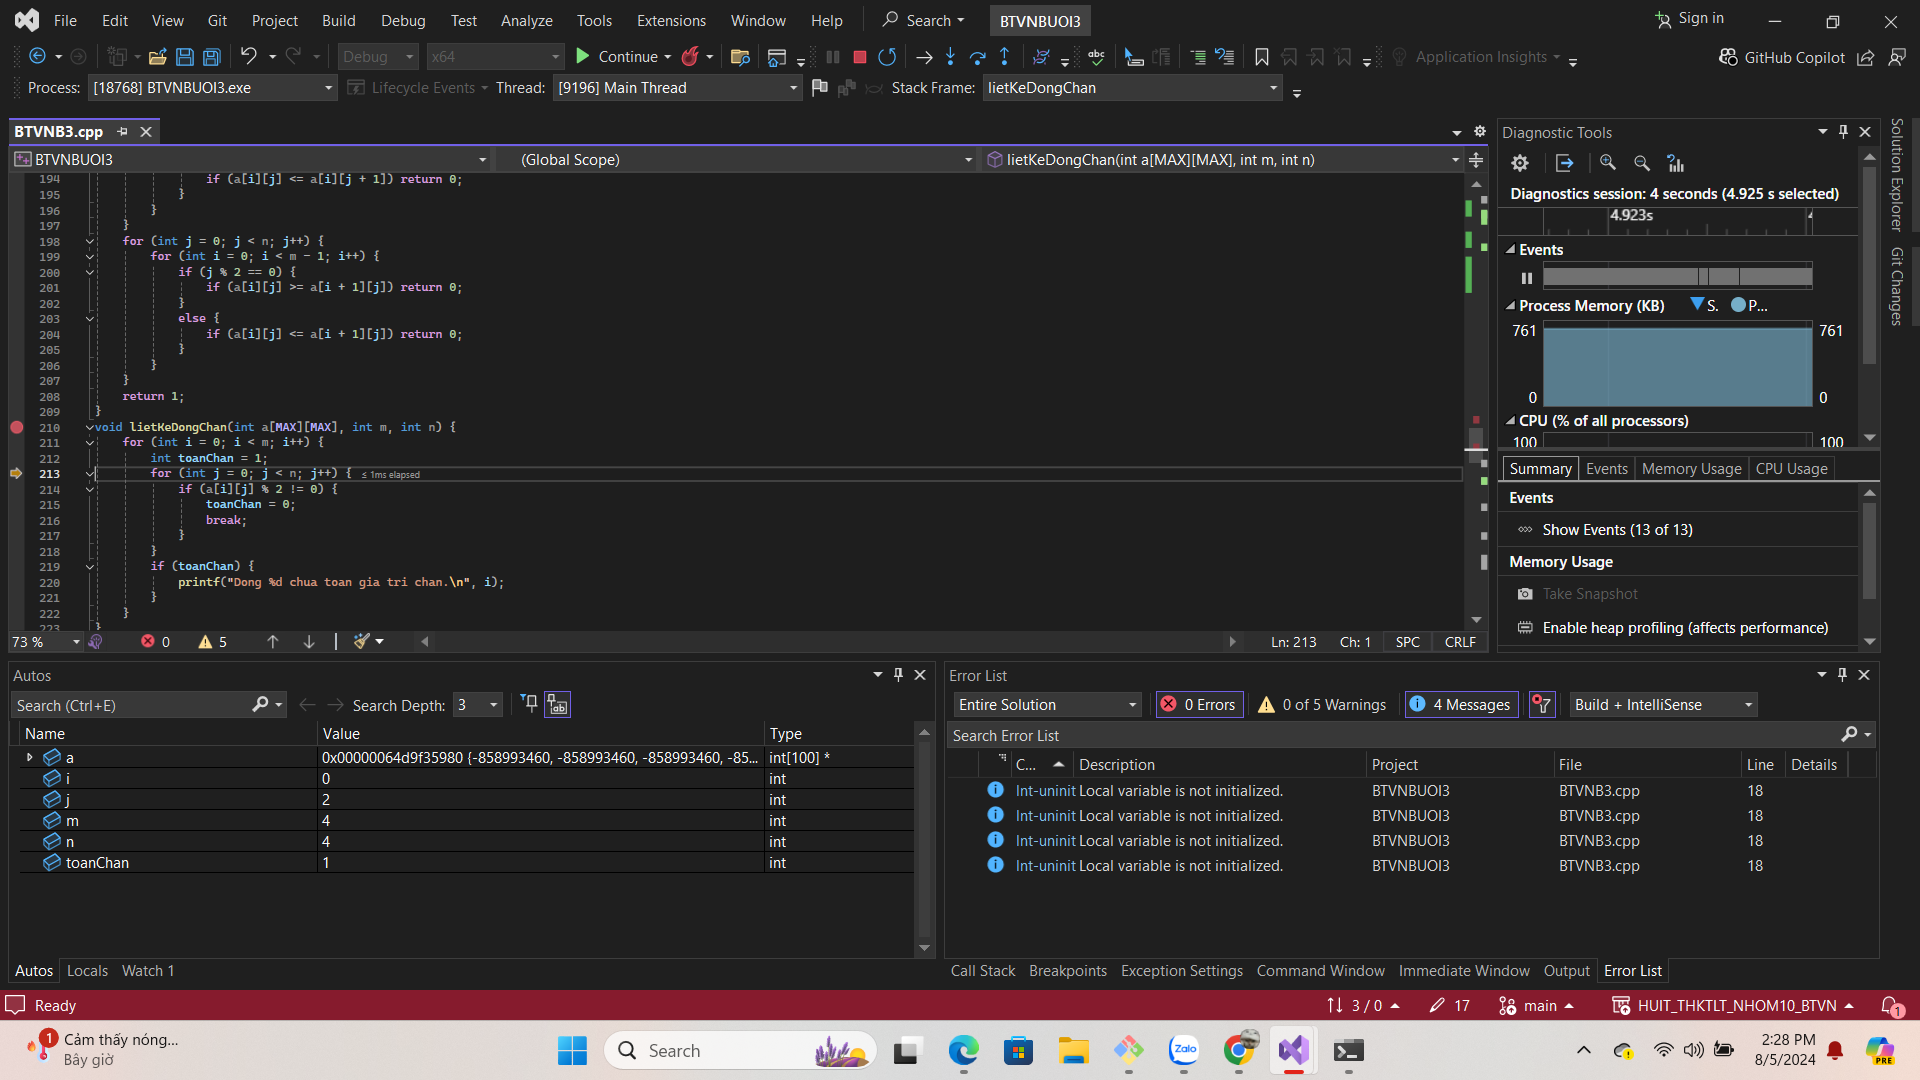 File Edit View Git Project Build Debug Test Analyze Tools Extensions Window Help Search BTVNBUOI3 Sign in
Debug x64 Continue Application Insights GitHub Copilot
Process: [18768] BTVNBUOI3.exe Lifecycle Events Thread: [9196] Main Thread Stack Frame: lietKeDongChan
BTVNB3.cpp
BTVNBUOI3 (Global Scope) lietKeDongChan(int a[MAX][MAX], int m, int n)
194 if (a[i][j] <= a[i][j + 1]) return 0;
195 }
196 }
197 }
198 for (int j = 0; j < n; j++) {
199 for (int i = 0; i < m - 1; i++) {
200 if (j % 2 == 0) {
201 if (a[i][j] >= a[i + 1][j]) return 0;
202 }
203 else {
204 if (a[i][j] <= a[i + 1][j]) return 0;
205 }
206 }
207 }
208 return 1;
209 }
210 void lietKeDongChan(int a[MAX][MAX], int m, int n) {
211 for (int i = 0; i < m; i++) {
212 int toanChan = 1;
213 for (int j = 0; j < n; j++) { ≤ 1ms elapsed
214 if (a[i][j] % 2 != 0) {
215 toanChan = 0;
216 break;
217 }
218 }
219 if (toanChan) {
220 printf("Dong %d chua toan gia tri chan.\n", i);
221 }
222 }
223 }
73 % 0 5 Ln: 213 Ch: 1 SPC CRLF
Diagnostic Tools
Diagnostics session: 4 seconds (4.925 s selected)
4.923s
Events
Process Memory (KB) S. P...
761 761
0 0
CPU (% of all processors)
100 100
Summary Events Memory Usage CPU Usage
Events
Show Events (13 of 13)
Memory Usage
Take Snapshot
Enable heap profiling (affects performance)
Solution Explorer
Git Changes
Autos
Search (Ctrl+E) Search Depth: 3
Name Value Type
a 0x00000064d9f35980 {-858993460, -858993460, -858993460, -85... int[100] *
i 0 int
j 2 int
m 4 int
n 4 int
toanChan 1 int
Autos Locals Watch 1
Error List
Entire Solution 0 Errors 0 of 5 Warnings 4 Messages Build + IntelliSense
Search Error List
C... Description Project File Line Details
Int-uninit Local variable is not initialized. BTVNBUOI3 BTVNB3.cpp 18
Int-uninit Local variable is not initialized. BTVNBUOI3 BTVNB3.cpp 18
Int-uninit Local variable is not initialized. BTVNBUOI3 BTVNB3.cpp 18
Int-uninit Local variable is not initialized. BTVNBUOI3 BTVNB3.cpp 18
Call Stack Breakpoints Exception Settings Command Window Immediate Window Output Error List
Ready 3 / 0 17 main HUIT_THKTLT_NHOM10_BTVN 1
1 Cảm thấy nóng...
Bây giờ
Search
Zalo
2:28 PM
8/5/2024
PRE